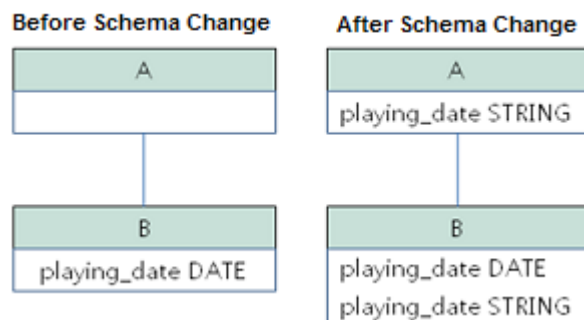 Before Schema Change
A
B
playing_date DATE
After Schema Change
A
playing_date STRING
B
playing_date DATE
playing_date STRING